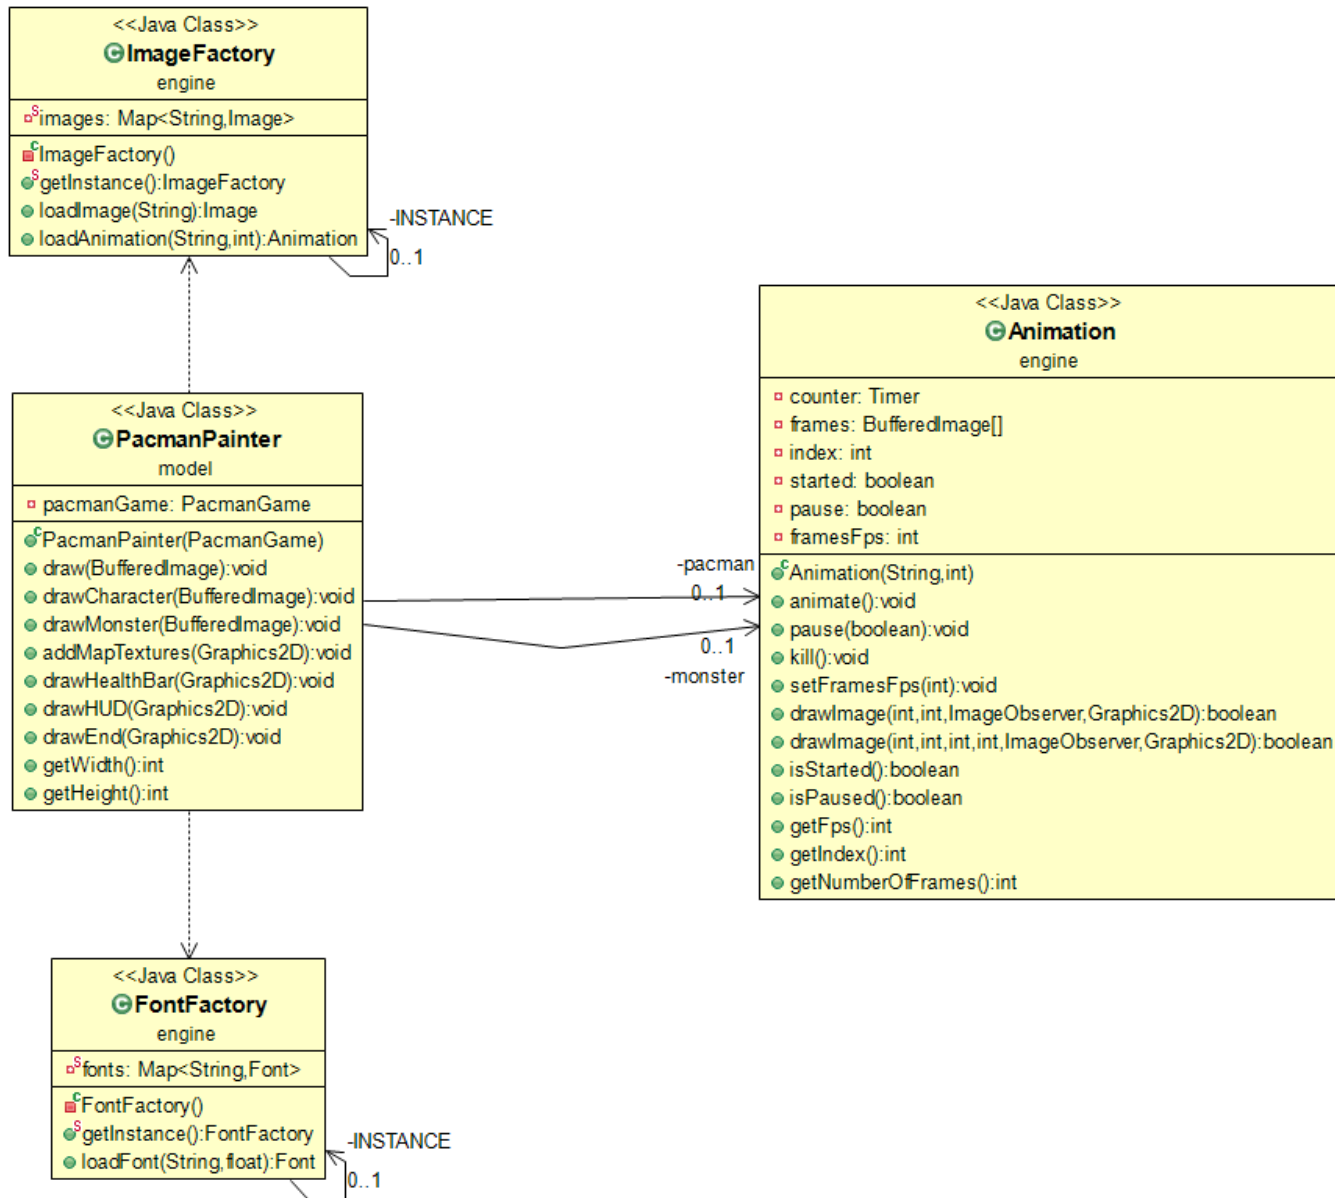 <<Java Class>>
ImageFactory
engine
images: Map<String,Image>
ImageFactory()
getInstance():ImageFactory
loadImage(String):Image
loadAnimation(String,int):Animation
-INSTANCE
0..1
<<Java Class>>
PacmanPainter
model
pacmanGame: PacmanGame
PacmanPainter(PacmanGame)
draw(BufferedImage):void
drawCharacter(BufferedImage):void
drawMonster(BufferedImage):void
addMapTextures(Graphics2D):void
drawHealthBar(Graphics2D):void
drawHUD(Graphics2D):void
drawEnd(Graphics2D):void
getWidth():int
getHeight():int
-pacman
0..1
0..1
-monster
<<Java Class>>
Animation
engine
counter: Timer
frames: BufferedImage[]
index: int
started: boolean
pause: boolean
framesFps: int
Animation(String,int)
animate():void
pause(boolean):void
kill():void
setFramesFps(int):void
drawImage(int,int,ImageObserver,Graphics2D):boolean
drawImage(int,int,int,int,ImageObserver,Graphics2D):boolean
isStarted():boolean
isPaused():boolean
getFps():int
getIndex():int
getNumberOfFrames():int
<<Java Class>>
FontFactory
engine
fonts: Map<String,Font>
FontFactory()
getInstance():FontFactory
loadFont(String,float):Font
-INSTANCE
0..1